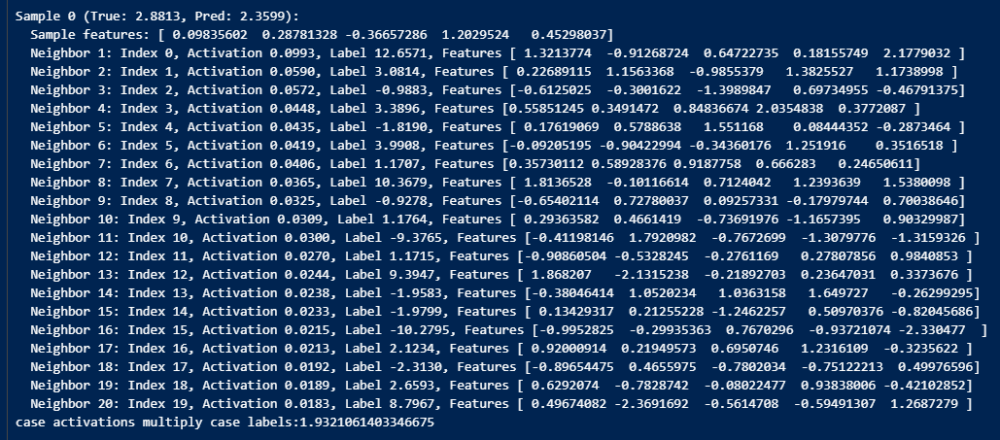 Sample 0 (True: 2.8813, Pred: 2.3599):
  Sample features: [ 0.09835602  0.28781328 -0.36657286  1.2029524   0.45298037]
  Neighbor 1: Index 0, Activation 0.0993, Label 12.6571, Features [ 1.3213774  -0.91268724  0.64722735  0.18155749  2.1779032 ]
  Neighbor 2: Index 1, Activation 0.0590, Label 3.0814, Features [ 0.22689115  1.1563368  -0.9855379   1.3825527   1.1738998 ]
  Neighbor 3: Index 2, Activation 0.0572, Label -0.9883, Features [-0.6125025  -0.3001622  -1.3989847   0.69734955 -0.46791375]
  Neighbor 4: Index 3, Activation 0.0448, Label 3.3896, Features [0.55851245 0.3491472  0.84836674 2.0354838  0.3772087 ]
  Neighbor 5: Index 4, Activation 0.0435, Label -1.8190, Features [ 0.17619069  0.5788638   1.551168    0.08444352 -0.2873464 ]
  Neighbor 6: Index 5, Activation 0.0419, Label 3.9908, Features [-0.09205195 -0.90422994 -0.34360176  1.251916    0.3516518 ]
  Neighbor 7: Index 6, Activation 0.0406, Label 1.1707, Features [0.35730112 0.58928376 0.9187758  0.666283   0.24650611]
  Neighbor 8: Index 7, Activation 0.0365, Label 10.3679, Features [ 1.8136528  -0.10116614  0.7124042   1.2393639   1.5380098 ]
  Neighbor 9: Index 8, Activation 0.0325, Label -0.9278, Features [-0.65402114  0.72780037  0.09257331 -0.17979744  0.70038646]
  Neighbor 10: Index 9, Activation 0.0309, Label 1.1764, Features [ 0.29363582  0.4661419  -0.73691976 -1.1657395   0.90329987]
  Neighbor 11: Index 10, Activation 0.0300, Label -9.3765, Features [-0.41198146  1.7920982  -0.7672699  -1.3079776  -1.3159326 ]
  Neighbor 12: Index 11, Activation 0.0270, Label 1.1715, Features [-0.90860504 -0.5328245  -0.2761169   0.27807856  0.9840853 ]
  Neighbor 13: Index 12, Activation 0.0244, Label 9.3947, Features [ 1.868207   -2.1315238  -0.21892703  0.23647031  0.3373676 ]
  Neighbor 14: Index 13, Activation 0.0238, Label -1.9583, Features [-0.38046414  1.0520234   1.0363158   1.649727   -0.26299295]
  Neighbor 15: Index 14, Activation 0.0233, Label -1.9799, Features [ 0.13429317  0.21255228 -1.2462257   0.50970376 -0.82045686]
  Neighbor 16: Index 15, Activation 0.0215, Label -10.2795, Features [-0.9952825  -0.29935363  0.7670296  -0.93721074 -2.330477  ]
  Neighbor 17: Index 16, Activation 0.0213, Label 2.1234, Features [ 0.92000914  0.21949573  0.6950746   1.2316109  -0.3235622 ]
  Neighbor 18: Index 17, Activation 0.0192, Label -2.3130, Features [-0.89654475  0.4655975  -0.7802034  -0.75122213  0.49976596]
  Neighbor 19: Index 18, Activation 0.0189, Label 2.6593, Features [ 0.6292074  -0.7828742  -0.08022477  0.93838006 -0.42102852]
  Neighbor 20: Index 19, Activation 0.0183, Label 8.7967, Features [ 0.49674082 -2.3691692  -0.5614708  -0.59491307  1.2687279 ]
case activations multiply case labels:1.9321061403346675